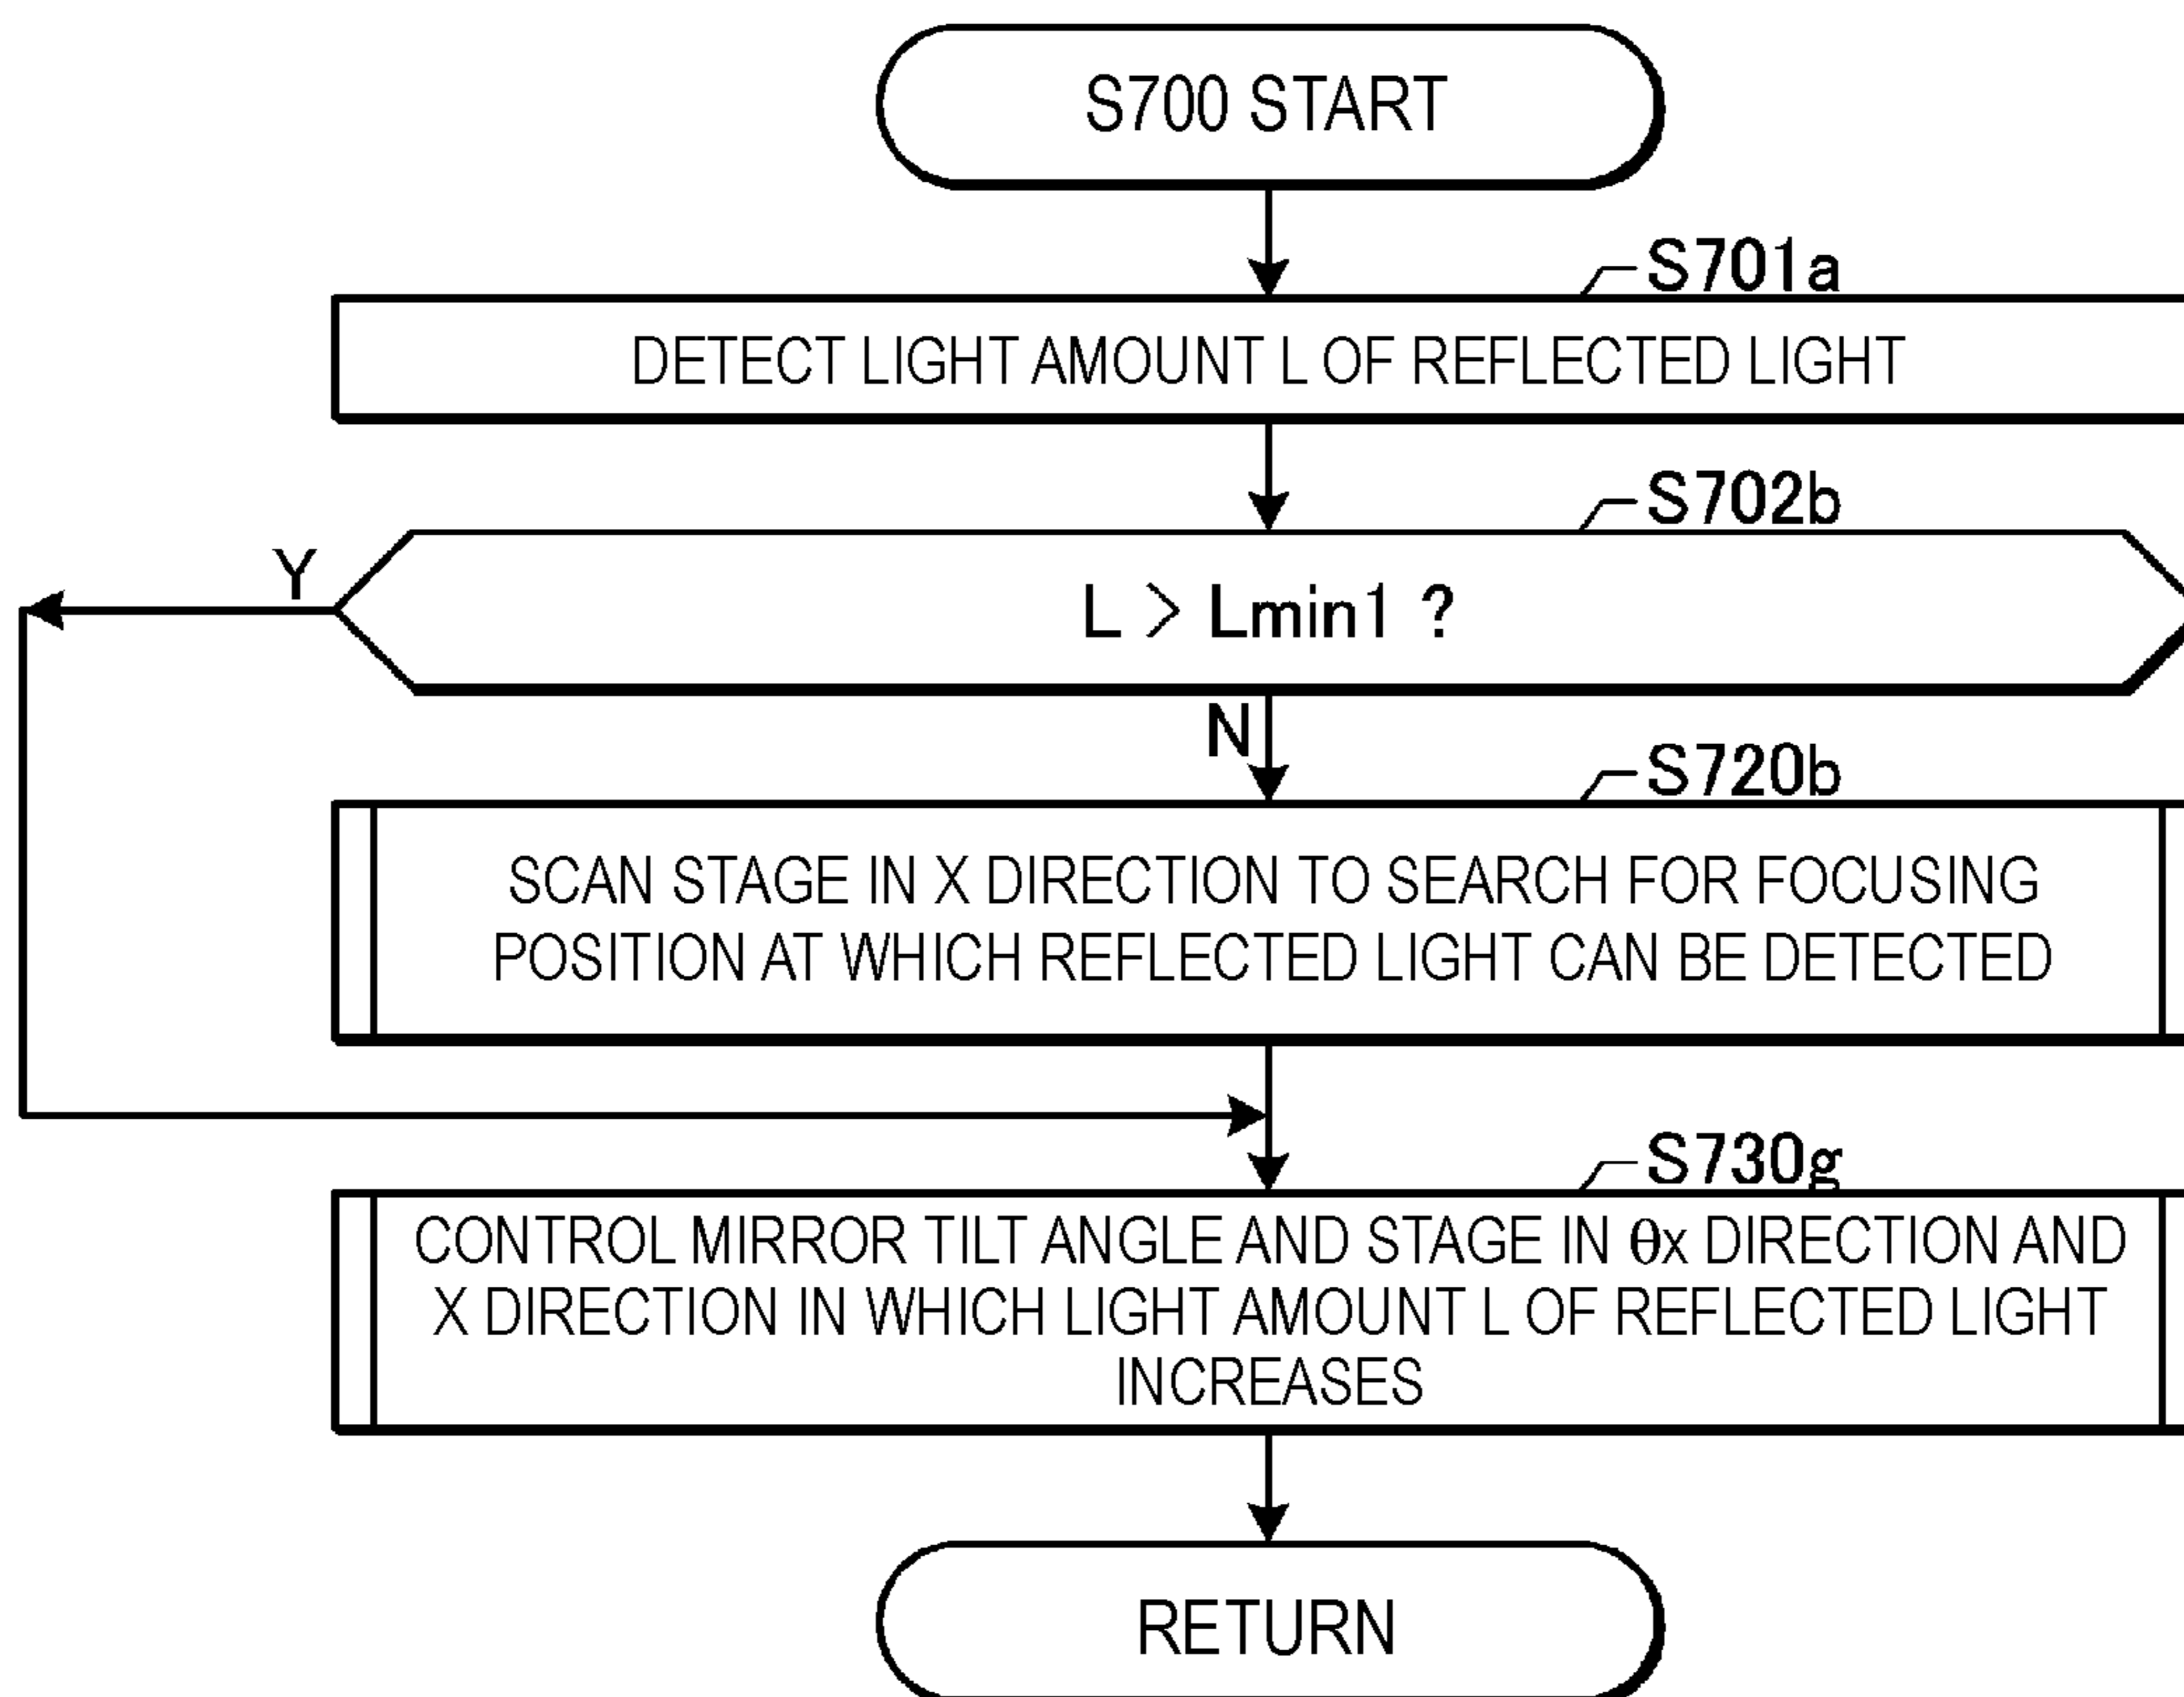 S700 START
S701a
DETECT LIGHT AMOUNT L OF REFLECTED LIGHT
S702b
Y
L > Lmin1 ?
N
S720b
SCAN STAGE IN X DIRECTION TO SEARCH FOR FOCUSING
POSITION AT WHICH REFLECTED LIGHT CAN BE DETECTED
S730g
CONTROL MIRROR TILT ANGLE AND STAGE IN θx DIRECTION AND
X DIRECTION IN WHICH LIGHT AMOUNT L OF REFLECTED LIGHT
INCREASES
RETURN